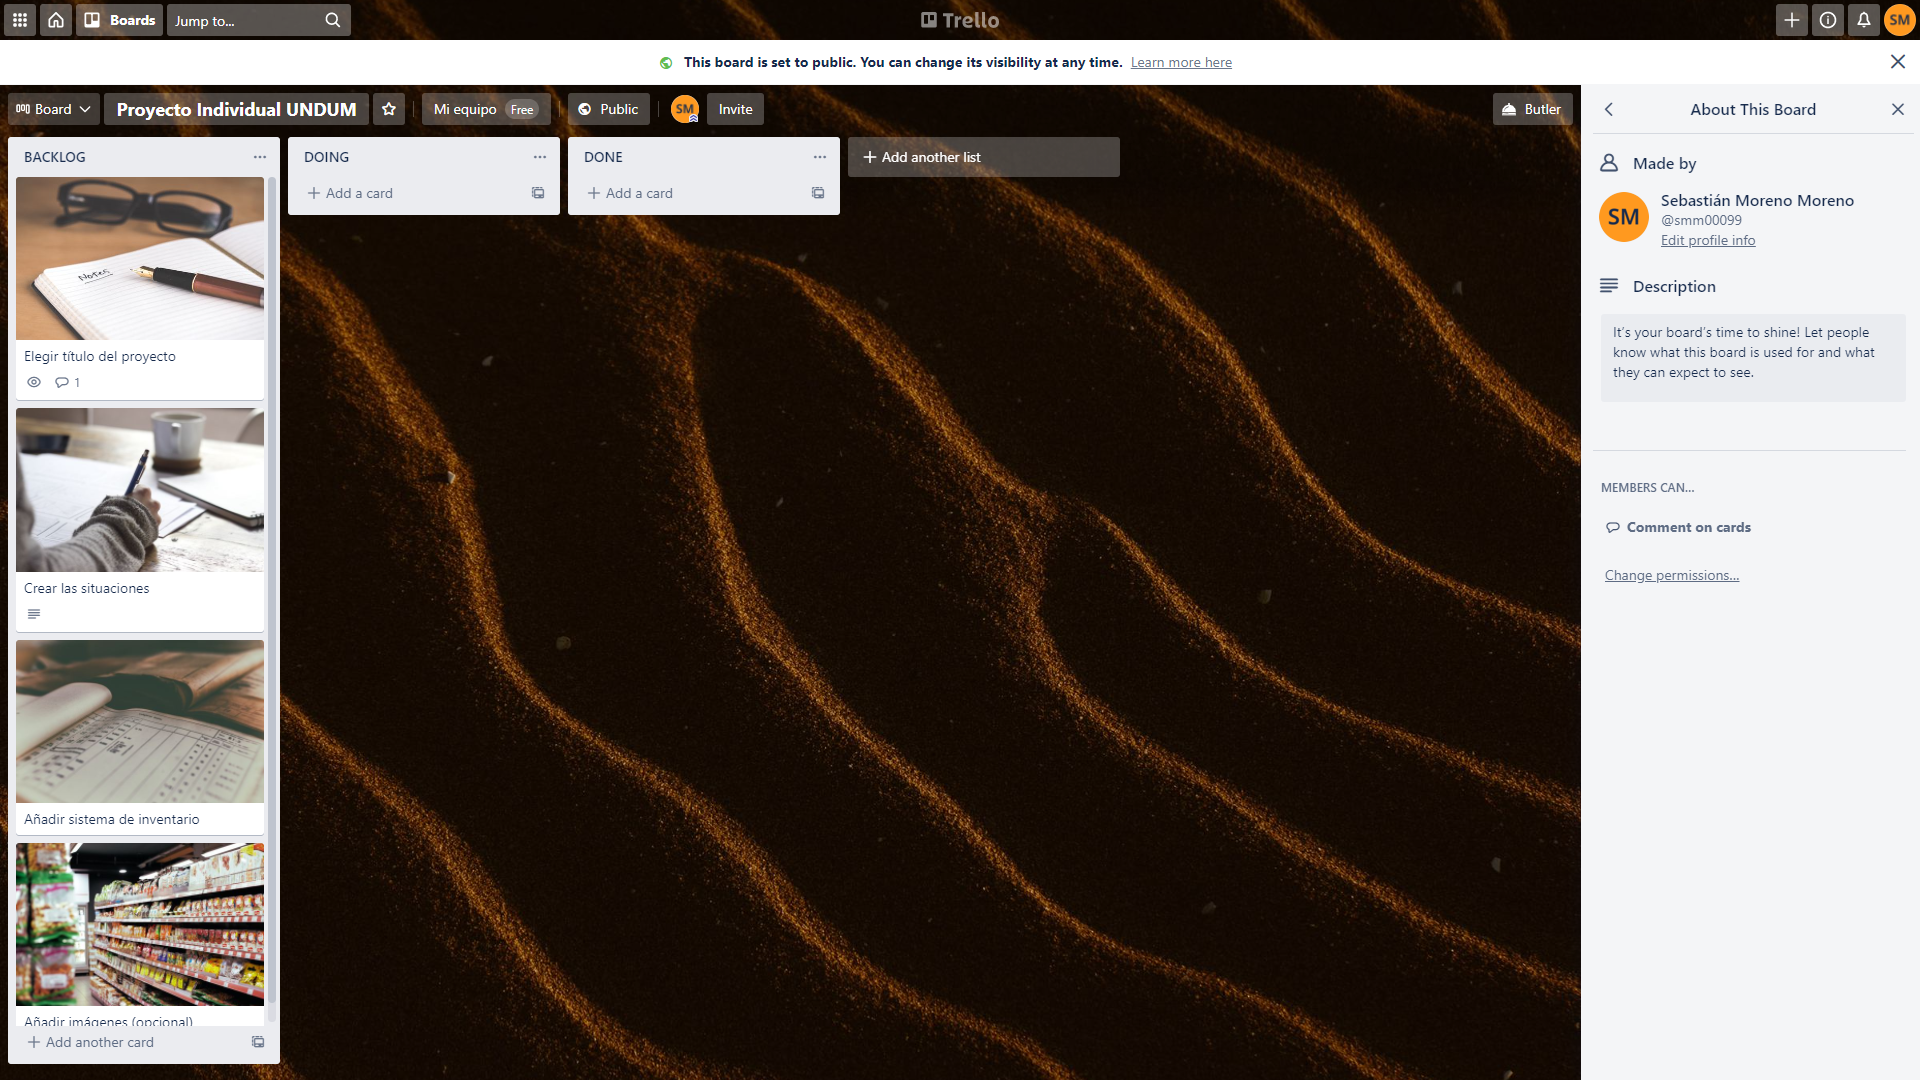 Boards
Jump to...
Trello
SM
This board is set to public. You can change its visibility at any time. Learn more here
Board
Proyecto Individual UNDUM
Mi equipo Free
Public
SM
Invite
Butler
BACKLOG
Notes
Elegir título del proyecto
1
Crear las situaciones
Añadir sistema de inventario
Añadir imágenes (opcional)
Add another card
DOING
Add a card
DONE
Add a card
Add another list
About This Board
Made by
SM
Sebastián Moreno Moreno
@smm00099
Edit profile info
Description
It’s your board’s time to shine! Let people
know what this board is used for and what
they can expect to see.
MEMBERS CAN…
Comment on cards
Change permissions…